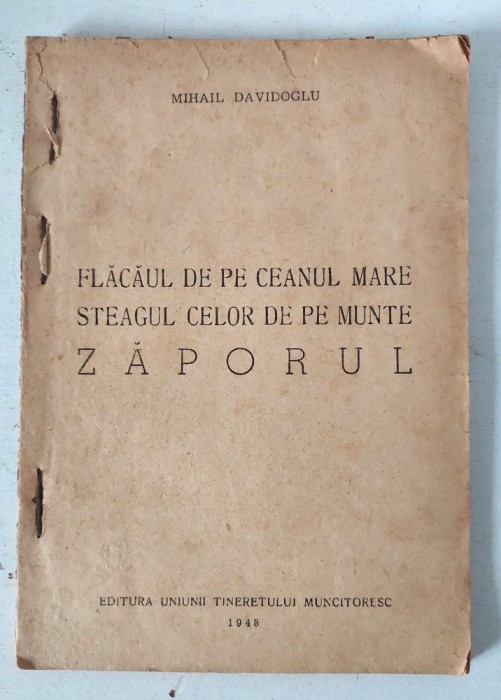 MIHAIL DAVIDOGLU
FLĂCĂUL DE PE CEANUL MARE
STEAGUL CELOR DE PE MUNTE
ZĂPORUL
EDITURA UNIUNII TINERETULUI MUNCITORESC
1948